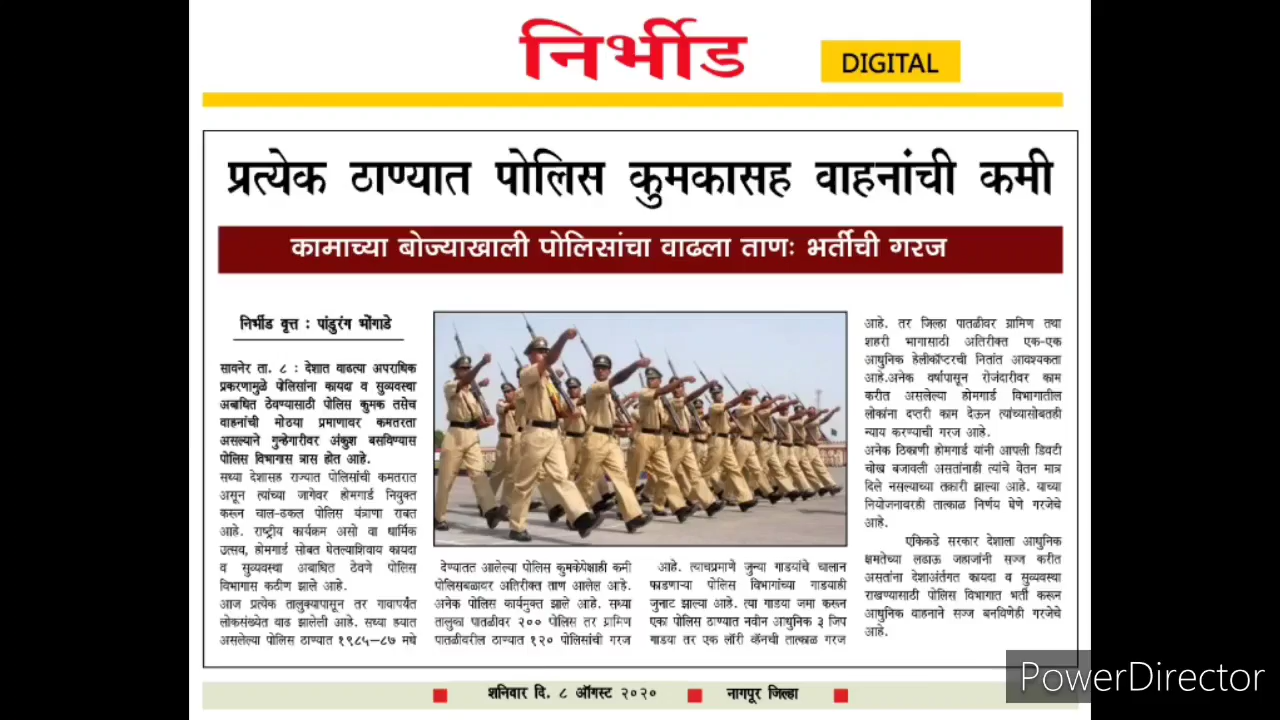 निर्भीड
DIGITAL
प्रत्येक ठाण्यात पोलिस कुमकासह वाहनांची कमी
कामाच्या बोज्याखाली पोलिसांचा वाढला ताणः भर्तीची गरज
निर्भीड वृत्त : पांडुरंग भोंगाडे
सावनेर ता. ८ : देशात वाढत्या अपराधिक
प्रकरणामुळे पोलिसांना कायदा व सुव्यवस्था
अबाधित ठेवण्यासाठी पोलिस कुमक तसेच
वाहनांची मोठया प्रमाणावर कमतरता
असल्याने गुन्हेगारीवर अंकुश बसविण्यास
पोलिस विभागास त्रास होत आहे.
सध्या देशासह राज्यात पोलिसांची कमतरात
असून त्यांच्या जागेवर होमगार्ड नियुक्त
करून चाल-ढकल पोलिस यंत्राणा राबत
आहे. राष्ट्रीय कार्यक्रम असो वा धार्मिक
उत्सव, होमगार्ड सोबत घेतल्याशिवाय कायदा
व सुव्यवस्था अबाधित ठेवणे पोलिस
विभागास कठीण झाले आहे.
आज प्रत्येक तालुक्यापासून तर गावापर्यंत
लोकसंख्येत वाढ झालेली आहे. सध्या हयात
असलेल्या पोलिस ठाण्यात १९८५-८७ मधे
देण्यातत आलेल्या पोलिस कुमकेपेक्षाही कमी
पोलिसबळावर अतिरीक्त ताण आलेल आहे.
अनेक पोलिस कार्यमुक्त झाले आहे. सध्या
तालुका पातळीवर २०० पोलिस तर ग्रामिण
पातळीवरील ठाण्यात १२० पोलिसांची गरज
आहे. त्याचप्रमाणे जुन्या गाडयांचे चालान
फाडणाऱ्या पोलिस विभागांच्या गाडयाही
जुनाट झाल्या आहे. त्या गाडया जमा करून
एका पोलिस ठाण्यात नवीन आधुनिक ३ जिप
गाडया तर एक लॉरी व्हॅनची तात्काळ गरज
आहे. तर जिल्हा पातळीवर ग्रामिण तथा
शहरी भागासाठी अतिरीक्त एक-एक
आधुनिक हेलीकॉप्टरची नितांत आवश्यकता
आहे.अनेक वर्षापासून रोजंदारीवर काम
करीत असलेल्या होमगार्ड विभागातील
लोकांना दप्तरी काम देऊन त्यांच्यासोबतही
न्याय करण्याची गरज आहे.
अनेक ठिकाणी होमगार्ड यांनी आपली डिवटी
चोख बजावली असतांनाही त्यांचे वेतन मात्र
दिले नसल्याच्या तकारी झाल्या आहे. याच्या
नियोजनावरही तात्काळ निर्णय घेणे गरजेचे
आहे.
एकिकडे सरकार देशाला आधुनिक
क्षमतेच्या लढाऊ जहाजांनी सज्ज करीत
असतांना देशाअंर्तगत कायदा व सुव्यवस्था
राखण्यासाठी पोलिस विभागात भर्ती करून
आधुनिक वाहनाने सज्ज बनविणेही गरजेचे
आहे.
शनिवार दि. ८ ऑगस्ट २०२०
नागपूर जिल्हा
PowerDirector